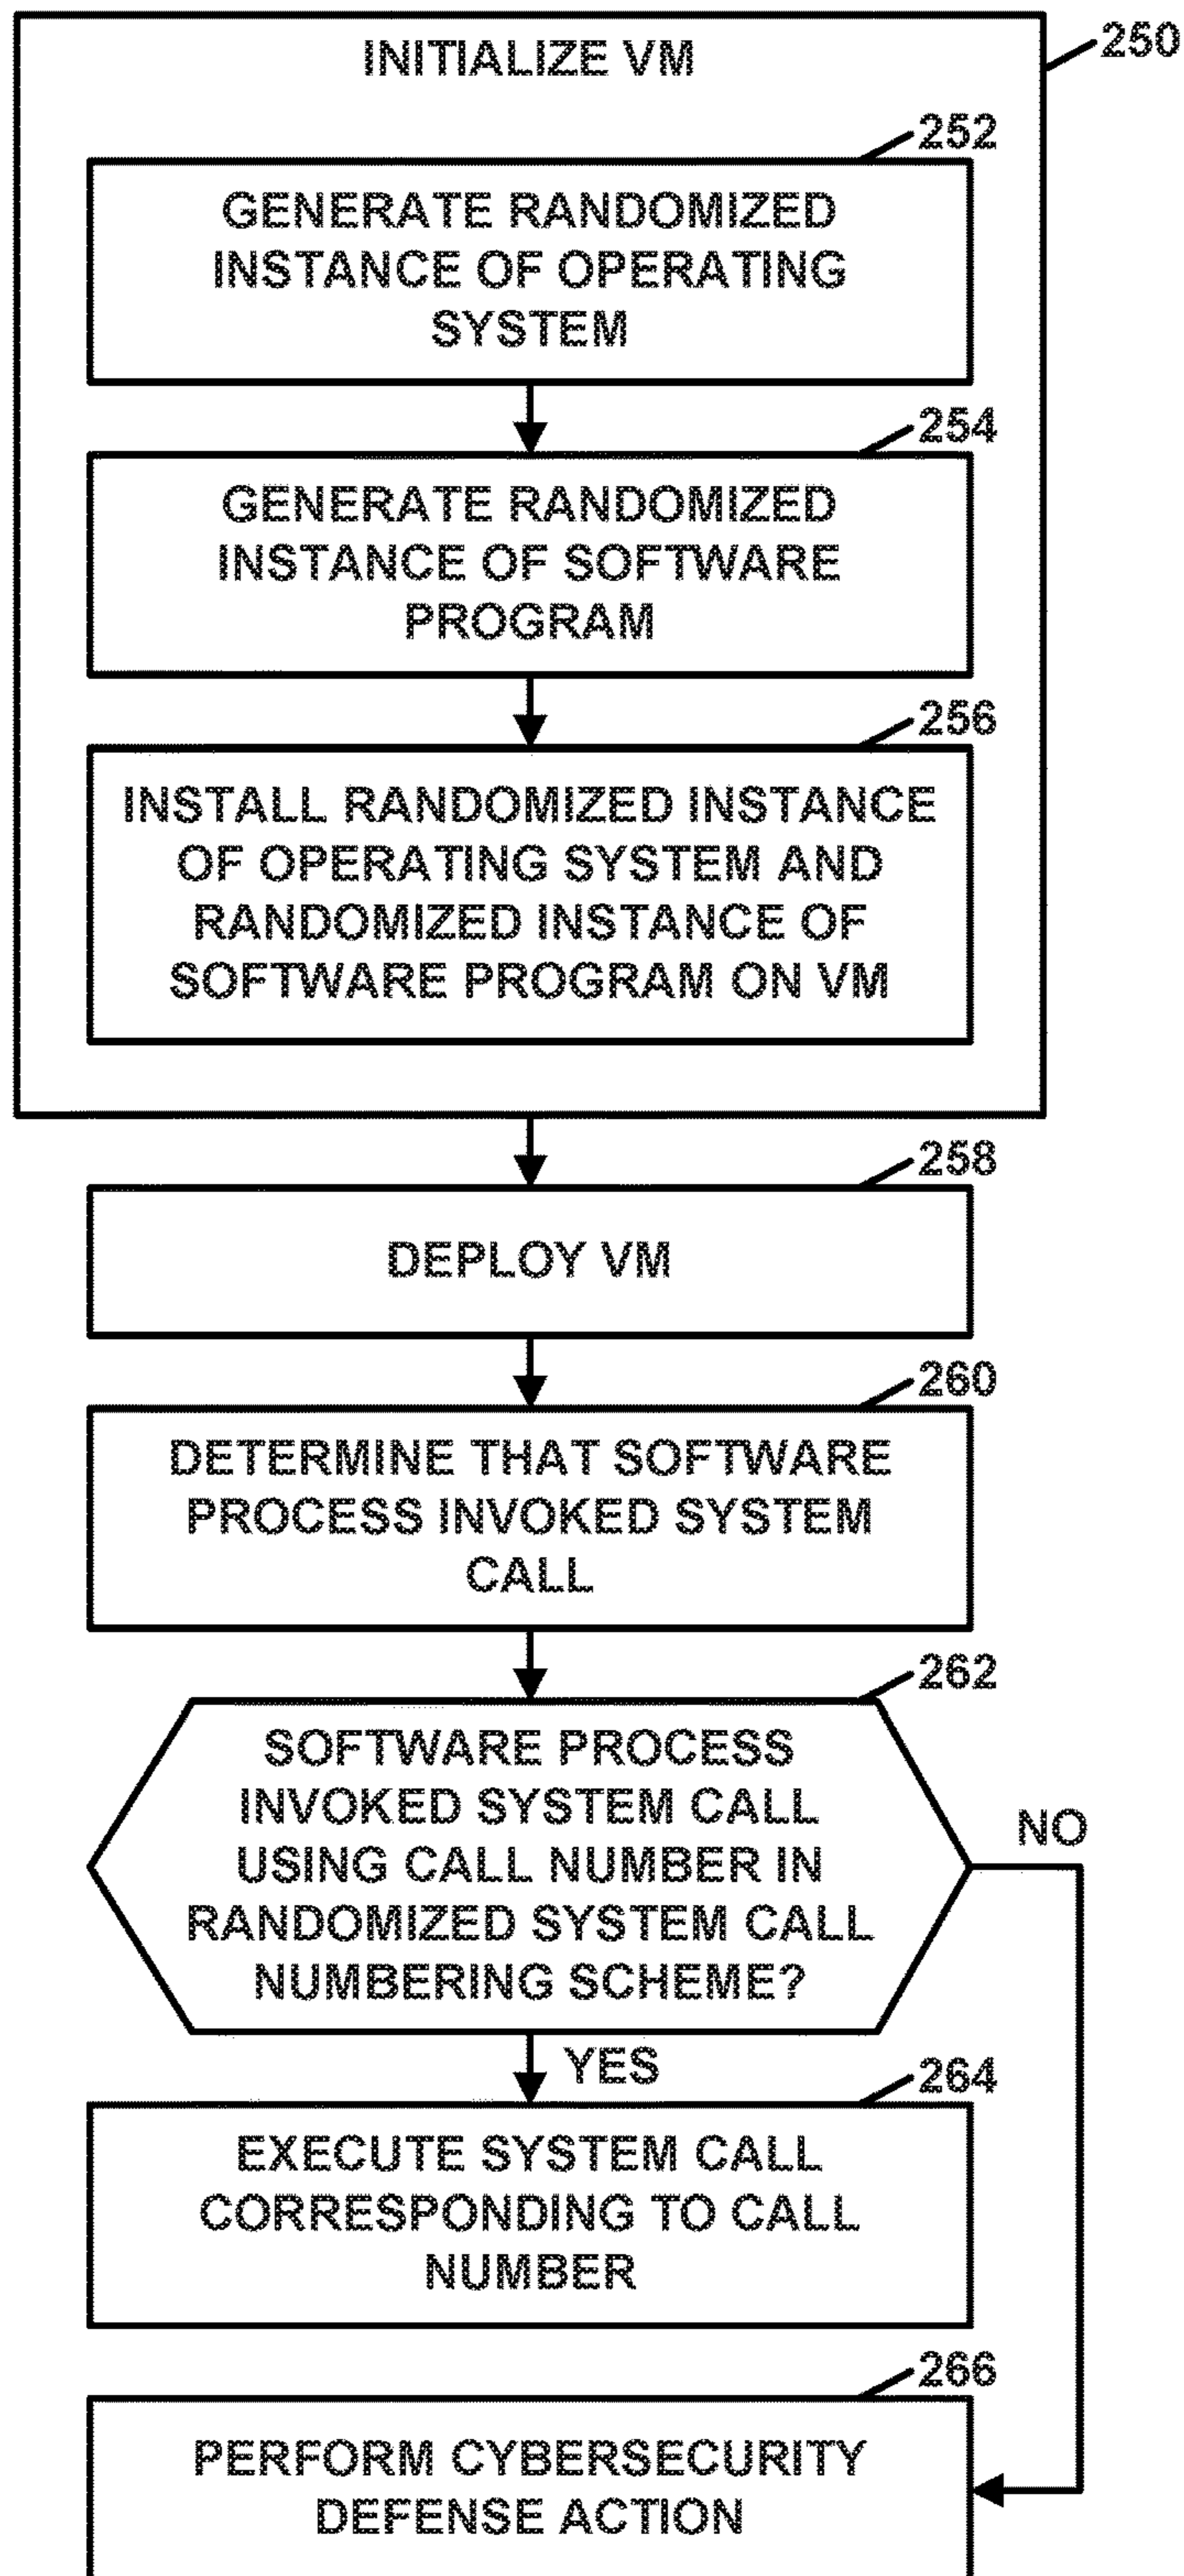 INITIALIZE VM
250
252
GENERATE RANDOMIZED
INSTANCE OF OPERATING
SYSTEM
254
GENERATE RANDOMIZED
INSTANCE OF SOFTWARE
PROGRAM
256
INSTALL RANDOMIZED INSTANCE
OF OPERATING SYSTEM AND
RANDOMIZED INSTANCE OF
SOFTWARE PROGRAM ON VM
258
DEPLOY VM
260
DETERMINE THAT SOFTWARE
PROCESS INVOKED SYSTEM
CALL
262
SOFTWARE PROCESS
INVOKED SYSTEM CALL
USING CALL NUMBER IN
RANDOMIZED SYSTEM CALL
NUMBERING SCHEME?
NO
YES
264
EXECUTE SYSTEM CALL
CORRESPONDING TO CALL
NUMBER
266
PERFORM CYBERSECURITY
DEFENSE ACTION